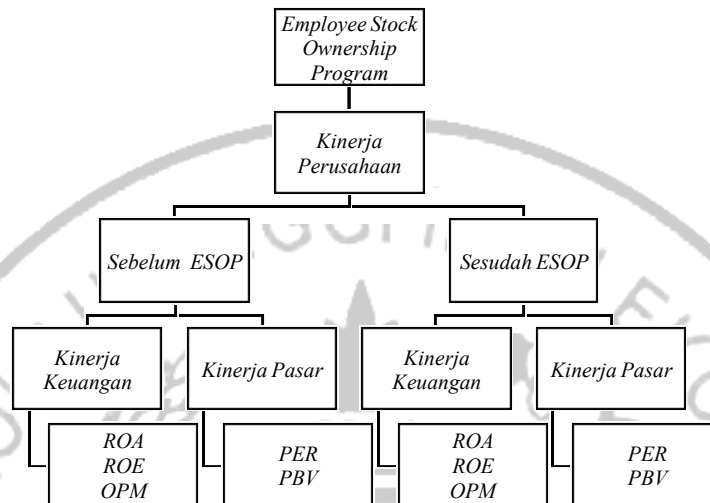 Employee Stock
Ownership
Program
Kinerja
Perusahaan
Sebelum ESOP
Sesudah ESOP
Kinerja
Keuangan
Kinerja Pasar
Kinerja
Keuangan
Kinerja Pasar
ROA
ROE
OPM
PER
PBV
ROA
ROE
OPM
PER
PBV